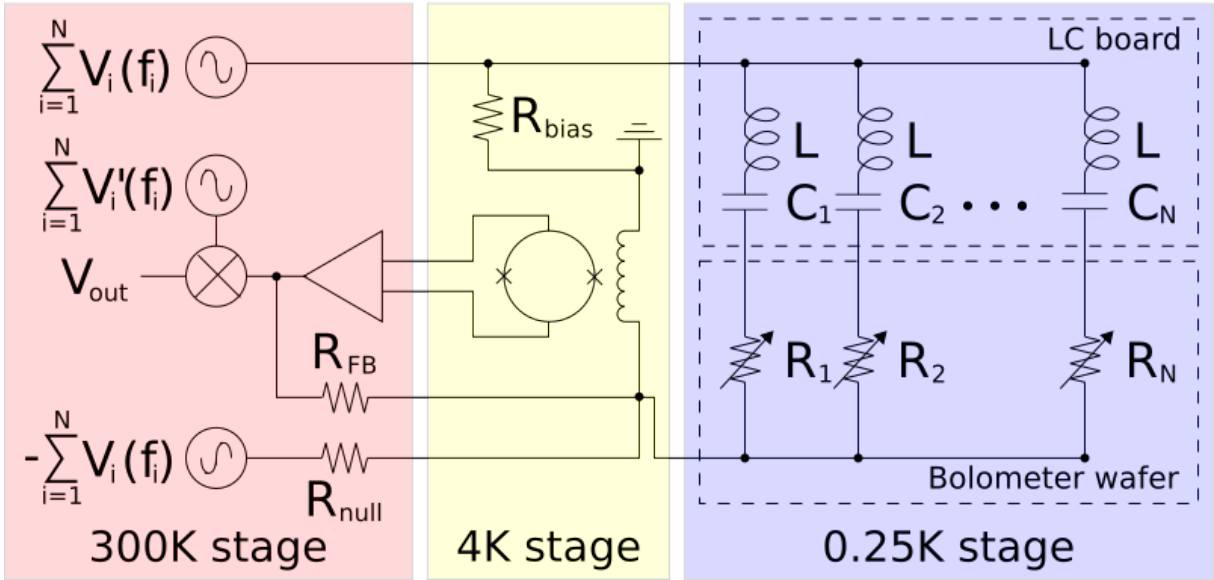 N
∑ Vᵢ(fᵢ)
i=1
N
∑ Vᵢ'(fᵢ)
i=1
Vout
RFB
N
-∑ Vᵢ(fᵢ)
i=1
Rnull
300K stage
Rbias
4K stage
LC board
L L L
C₁ C₂ ••• CN
R₁ R₂ RN
Bolometer wafer
0.25K stage